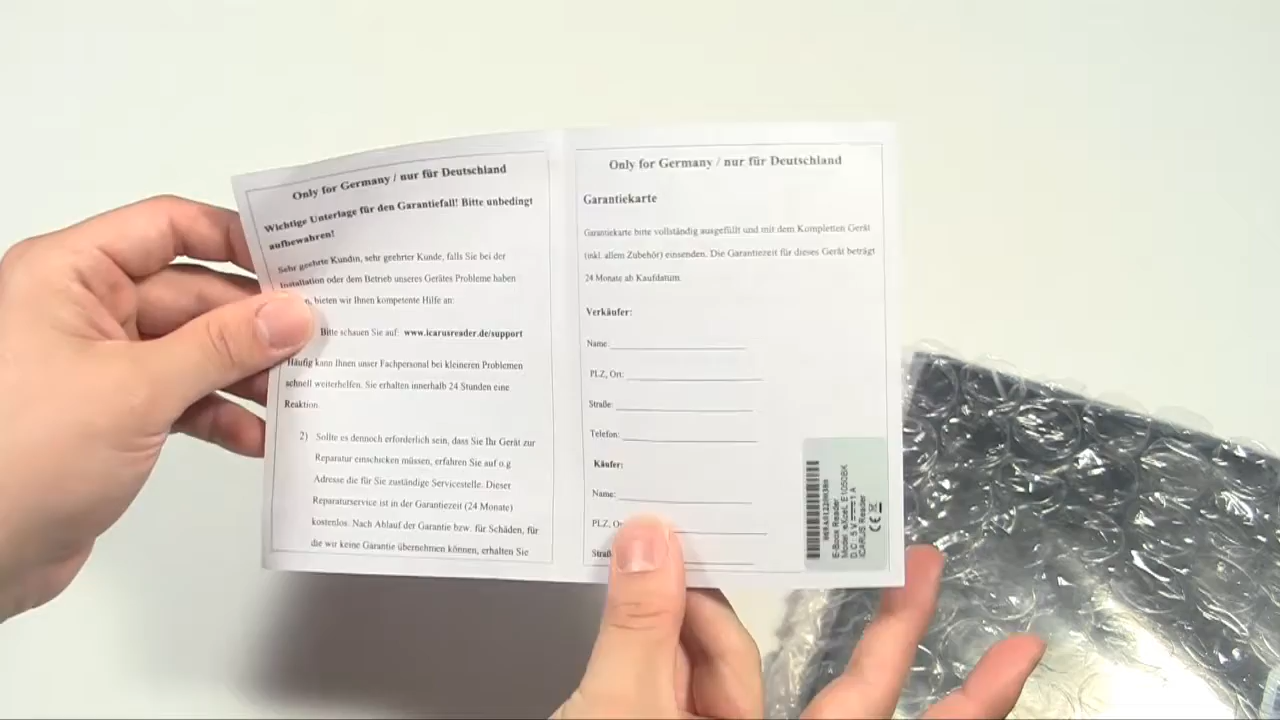 Only for Germany / nur für Deutschland
Wichtige Unterlage für den Garantiefall! Bitte unbedingt
aufbewahren!
Sehr geehrte Kundin, sehr geehrter Kunde, falls Sie bei der
Installation oder dem Betrieb unseres Gerätes Probleme haben
bieten wir Ihnen kompetente Hilfe an:
Bitte schauen Sie auf: www.icarusreader.de/support
Häufig kann Ihnen unser Fachpersonal bei kleineren Problemen
schnell weiterhelfen. Sie erhalten innerhalb 24 Stunden eine
Reaktion.
2) Sollte es dennoch erforderlich sein, dass Sie Ihr Gerät zur
Reparatur einschicken müssen, erfahren Sie auf o.g
Adresse die für Sie zuständige Servicestelle. Dieser
Reparaturservice ist in der Garantiezeit (24 Monate)
kostenlos. Nach Ablauf der Garantie bzw. für Schäden, für
die wir keine Garantie übernehmen können, erhalten Sie
Only for Germany / nur für Deutschland
Garantiekarte
Garantiekarte bitte vollständig ausgefüllt und mit dem Kompletten Gerät
(inkl. allem Zubehör) einsenden. Die Garantiezeit für dieses Gerät beträgt
24 Monate ab Kaufdatum.
Verkäufer:
Name:
PLZ, Ort:
Straße:
Telefon:
Käufer:
Name:
PLZ,
E-Book Reader
Model: eXceL E1050BK
D.C: 5 V 1 A
ICARUS Reader
CE